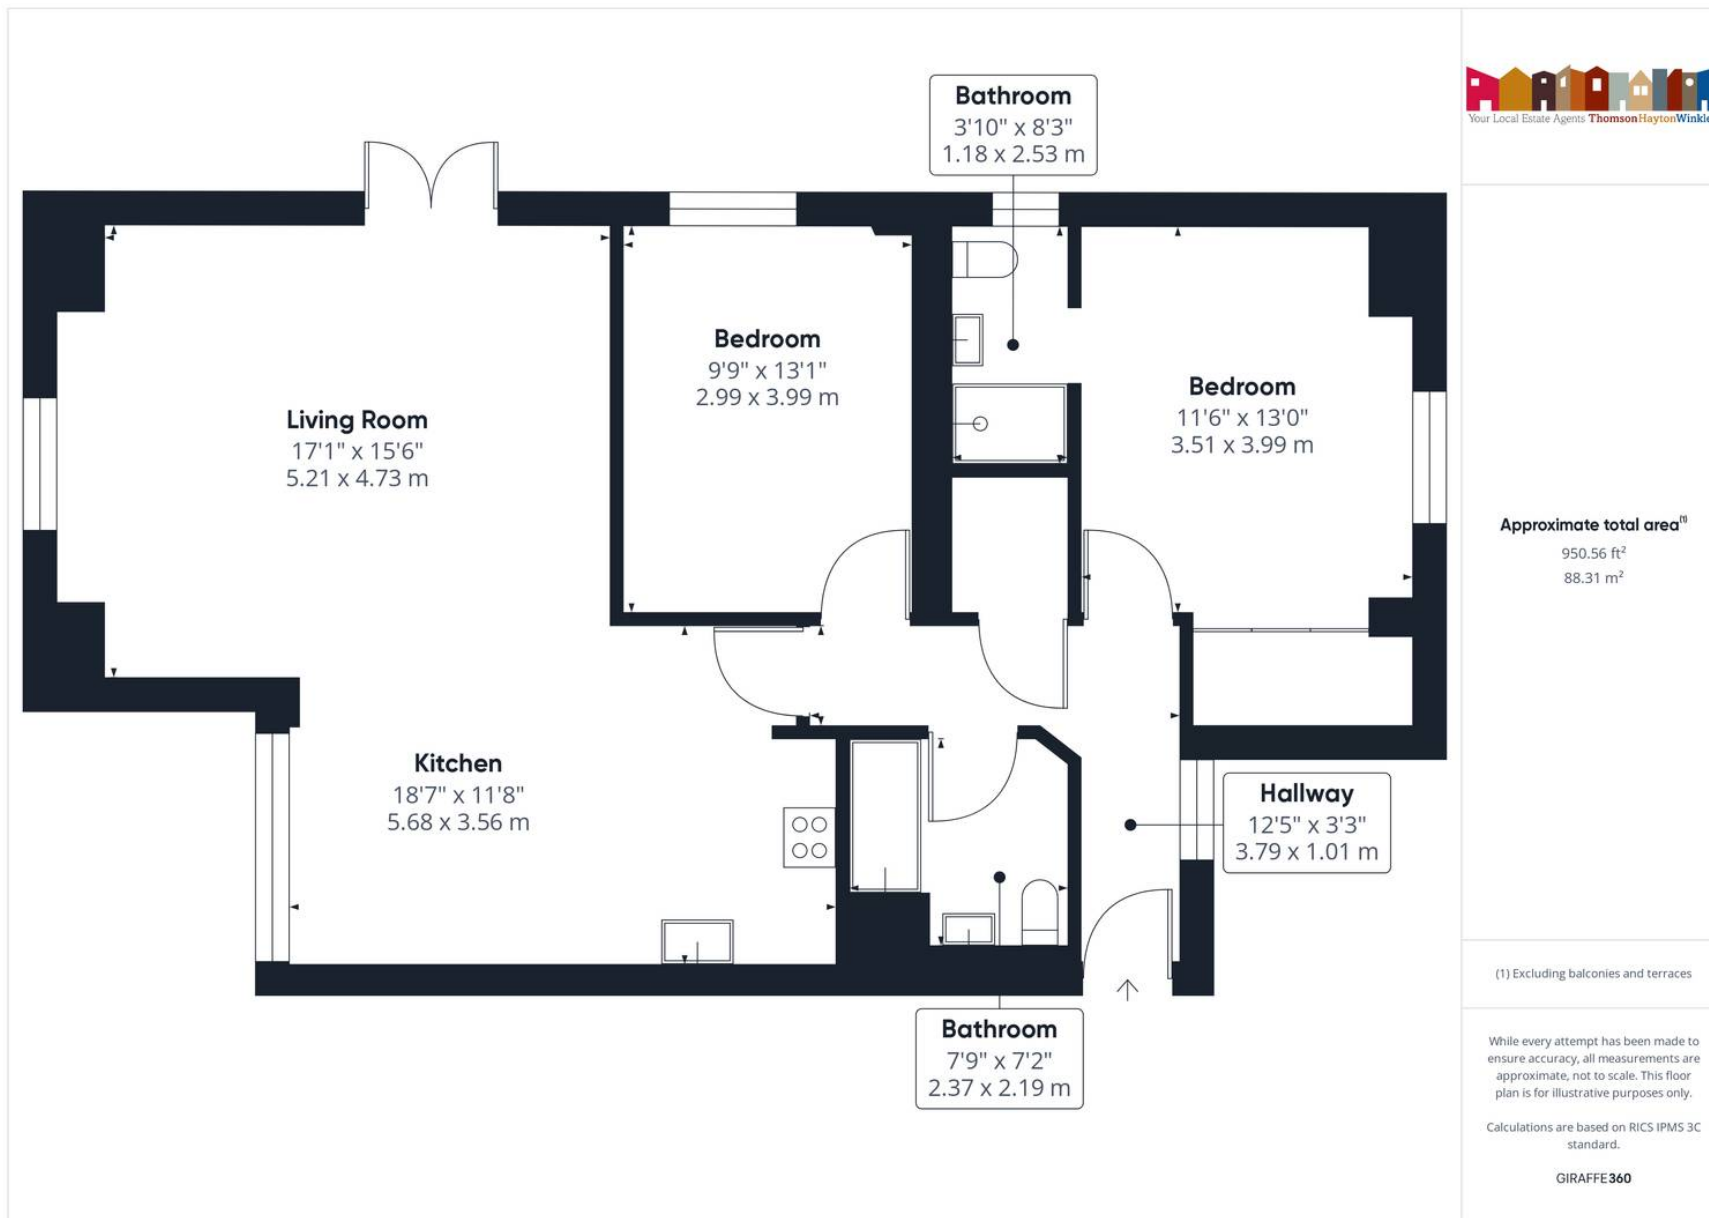 Bathroom
3'10" x 8'3"
1.18 x 2.53 m
Bedroom
9'9" x 13'1"
2.99 x 3.99 m
Bedroom
11'6" x 13'0"
3.51 x 3.99 m
Living Room
17'1" x 15'6"
5.21 x 4.73 m
Kitchen
18'7" x 11'8"
5.68 x 3.56 m
Hallway
12'5" x 3'3"
3.79 x 1.01 m
Bathroom
7'9" x 7'2"
2.37 x 2.19 m
Your Local Estate Agents ThomsonHaytonWinkle
Approximate total area(1)
950.56 ft²
88.31 m²
(1) Excluding balconies and terraces
While every attempt has been made to
ensure accuracy, all measurements are
approximate, not to scale. This floor
plan is for illustrative purposes only.
Calculations are based on RICS IPMS 3C
standard.
GIRAFFE360